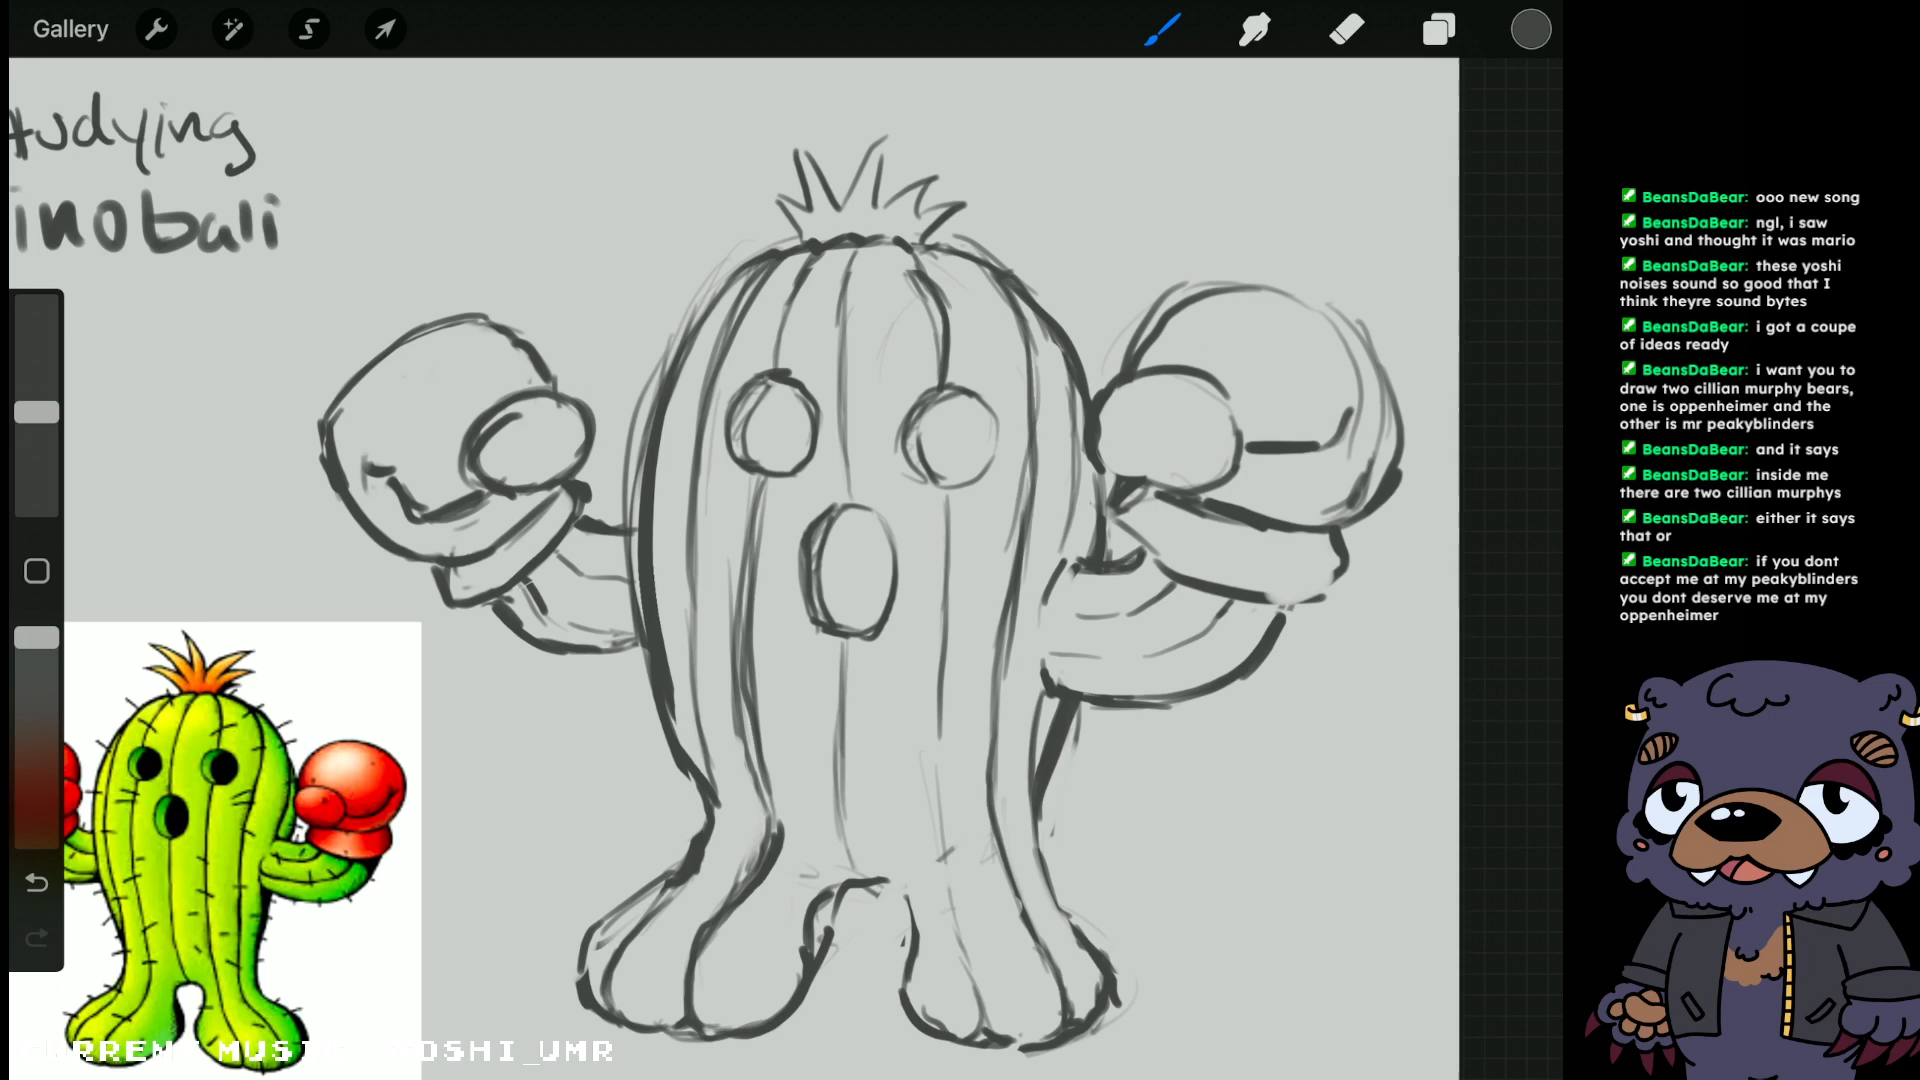 Gallery
tudying
inobali
BeansDaBear: ooo new song
BeansDaBear: ngl, i saw
yoshi and thought it was mario
BeansDaBear: these yoshi
noises sound so good that I
think theyre sound bytes
BeansDaBear: i got a coupe
of ideas ready
BeansDaBear: i want you to
draw two cillian murphy bears,
one is oppenheimer and the
other is mr peakyblinders
BeansDaBear: and it says
BeansDaBear: inside me
there are two cillian murphys
BeansDaBear: either it says
that or
BeansDaBear: if you dont
accept me at my peakyblinders
you dont deserve me at my
oppenheimer
OSHI_UMR